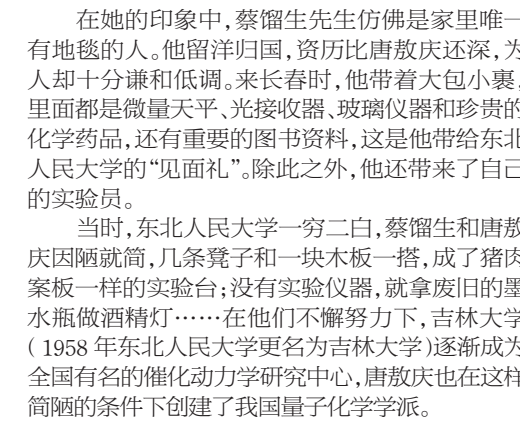 在她的印象中，蔡馏生先生仿佛是家里唯一
有地毯的人。他留洋归国，资历比唐敖庆还深，为
人却十分谦和低调。来长春时，他带着大包小裹，
里面都是微量天平、光接收器、玻璃仪器和珍贵的
化学药品，还有重要的图书资料，这是他带给东北
人民大学的“见面礼”。除此之外，他还带来了自己
的实验员。
当时，东北人民大学一穷二白，蔡馏生和唐敖
庆因陋就简，几条凳子和一块木板一搭，成了猪肉
案板一样的实验台；没有实验仪器，就拿废旧的墨
水瓶做酒精灯……在他们不懈努力下，吉林大学
（1958 年东北人民大学更名为吉林大学）逐渐成为
全国有名的催化动力学研究中心，唐敖庆也在这样
简陋的条件下创建了我国量子化学学派。